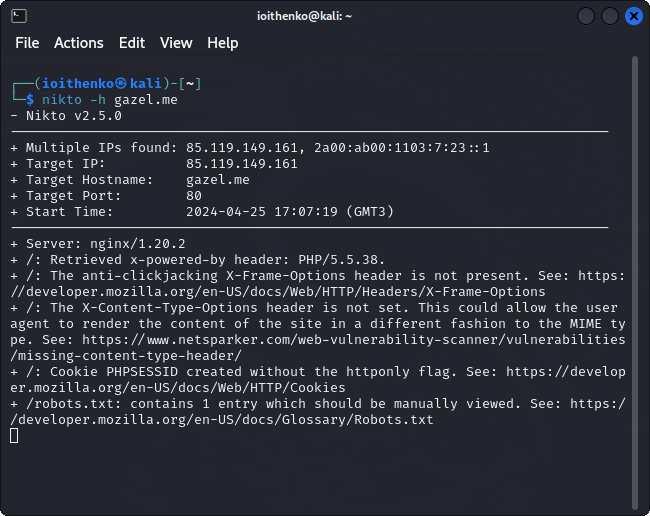 ioithenko@kali: ~
File Actions Edit View Help
┌──(ioithenko㉿kali)-[~]
└─$ nikto -h gazel.me
- Nikto v2.5.0
---------------------------------------------------------------------------
+ Multiple IPs found: 85.119.149.161, 2a00:ab00:1103:7:23::1
+ Target IP:          85.119.149.161
+ Target Hostname:    gazel.me
+ Target Port:        80
+ Start Time:         2024-04-25 17:07:19 (GMT3)
---------------------------------------------------------------------------
+ Server: nginx/1.20.2
+ /: Retrieved x-powered-by header: PHP/5.5.38.
+ /: The anti-clickjacking X-Frame-Options header is not present. See: https:
//developer.mozilla.org/en-US/docs/Web/HTTP/Headers/X-Frame-Options
+ /: The X-Content-Type-Options header is not set. This could allow the user
agent to render the content of the site in a different fashion to the MIME ty
pe. See: https://www.netsparker.com/web-vulnerability-scanner/vulnerabilities
/missing-content-type-header/
+ /: Cookie PHPSESSID created without the httponly flag. See: https://develop
er.mozilla.org/en-US/docs/Web/HTTP/Cookies
+ /robots.txt: contains 1 entry which should be manually viewed. See: https:/
/developer.mozilla.org/en-US/docs/Glossary/Robots.txt